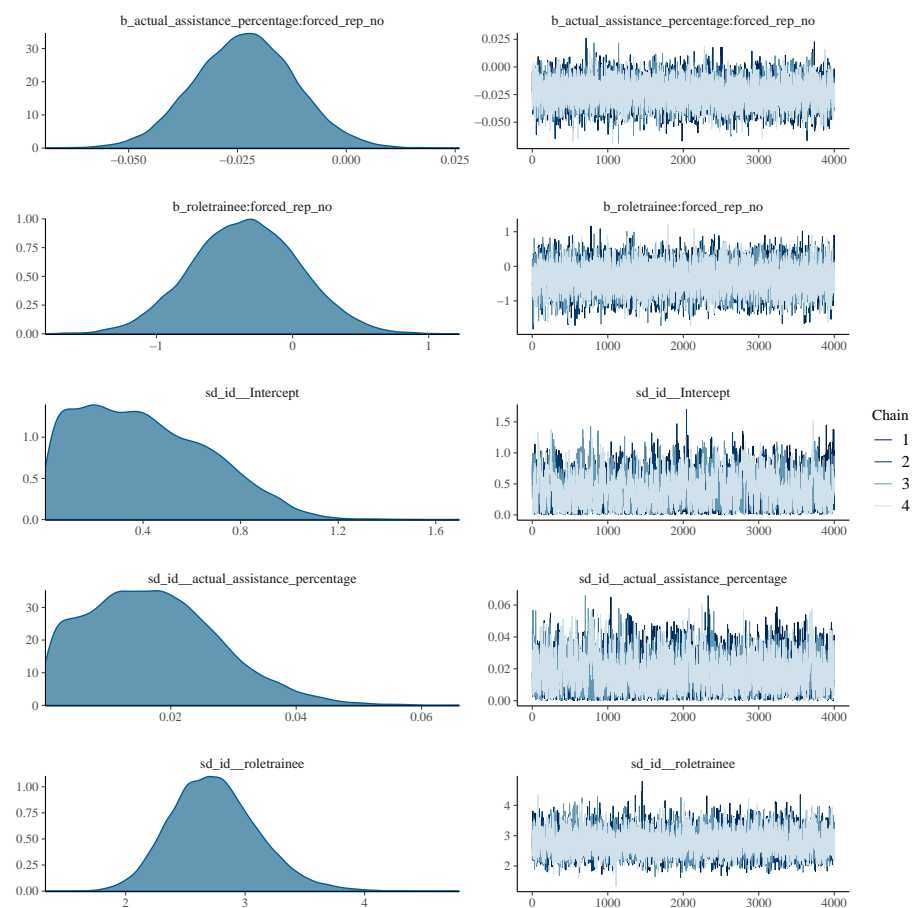 b_actual_assistance_percentage:forced_rep_no
30
20
10
0
−0.050 −0.025 0.000 0.025
b_actual_assistance_percentage:forced_rep_no
0.025
0.000
−0.025
−0.050
0 1000 2000 3000 4000
b_roletrainee:forced_rep_no
1.00
0.75
0.50
0.25
0.00
−1 0 1
b_roletrainee:forced_rep_no
1
0
−1
0 1000 2000 3000 4000
sd_id__Intercept
1.0
0.5
0.0
0.4 0.8 1.2 1.6
sd_id__Intercept
1.5
1.0
0.5
0.0
0 1000 2000 3000 4000
Chain
1
2
3
4
sd_id__actual_assistance_percentage
30
20
10
0
0.02 0.04 0.06
sd_id__actual_assistance_percentage
0.06
0.04
0.02
0.00
0 1000 2000 3000 4000
sd_id__roletrainee
1.00
0.75
0.50
0.25
0.00
2 3 4
sd_id__roletrainee
4
3
2
0 1000 2000 3000 4000